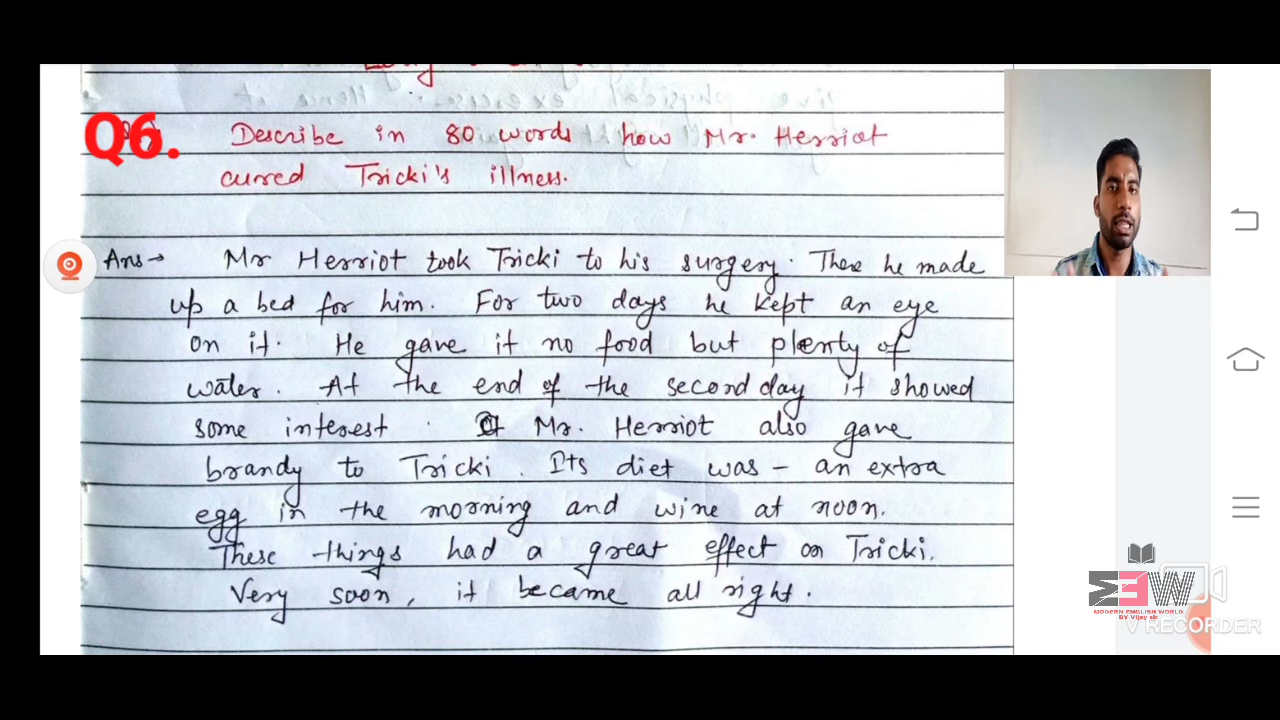 Q6.
Describe in 80 words how Mr. Herriot
cured Tricki's illness.
Ans → Mr Herriot took Tricki to his surgery. There he made
up a bed for him. For two days he kept an eye
on it. He gave it no food but plenty of
water. At the end of the second day it showed
some interest. Mr. Herriot also gave
brandy to Tricki. Its diet was - an extra
egg in the morning and wine at noon.
These things had a great effect on Tricki.
Very soon, it became all right.
MEW
MODERN ENGLISH WORLD
BY Vijay sir
V RECORDER